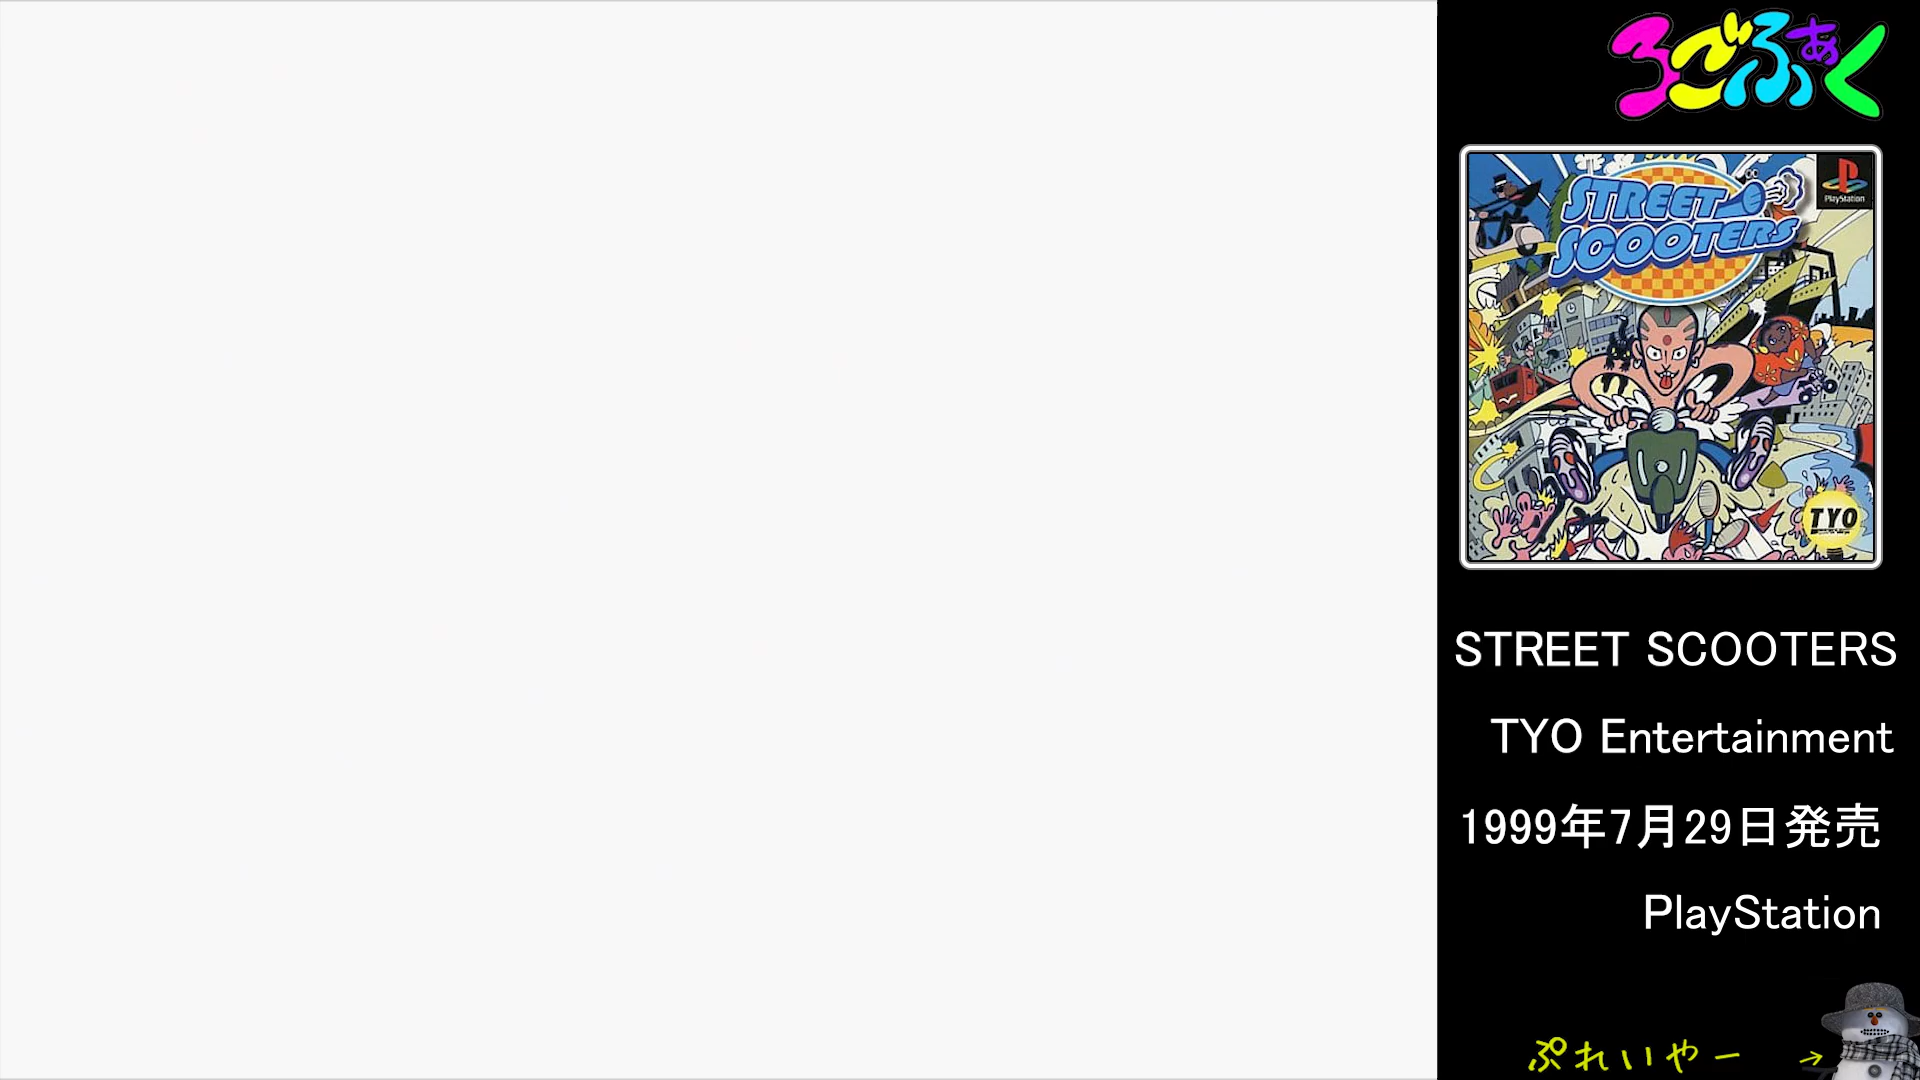 ろごふぁく
STREET
SCOOTERS
PlayStation
TYO
STREET SCOOTERS
TYO Entertainment
1999年7月29日発売
PlayStation
ぷれいやー →